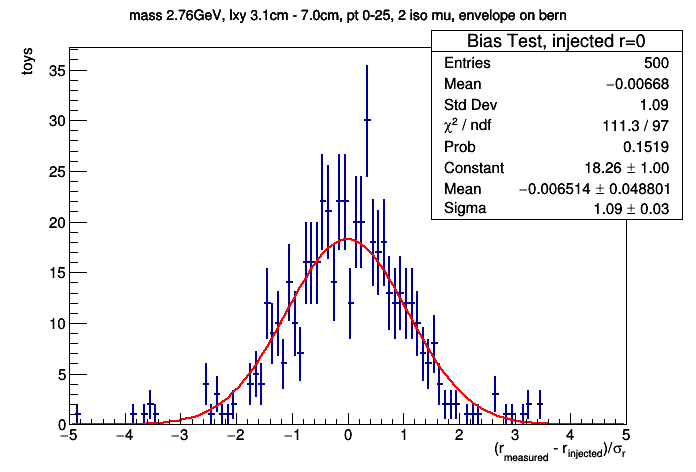 mass 2.76GeV, lxy 3.1cm - 7.0cm, pt 0-25, 2 iso mu, envelope on bern
Bias Test, injected r=0
Entries 500
Mean −0.00668
Std Dev 1.09
χ² / ndf 111.3 / 97
Prob 0.1519
Constant 18.26 ± 1.00
Mean −0.006514 ± 0.048801
Sigma 1.09 ± 0.03
toys
35
30
25
20
15
10
5
0
−5 −4 −3 −2 −1 0 1 2 3 4 5
(r_measured - r_injected)/σ_r